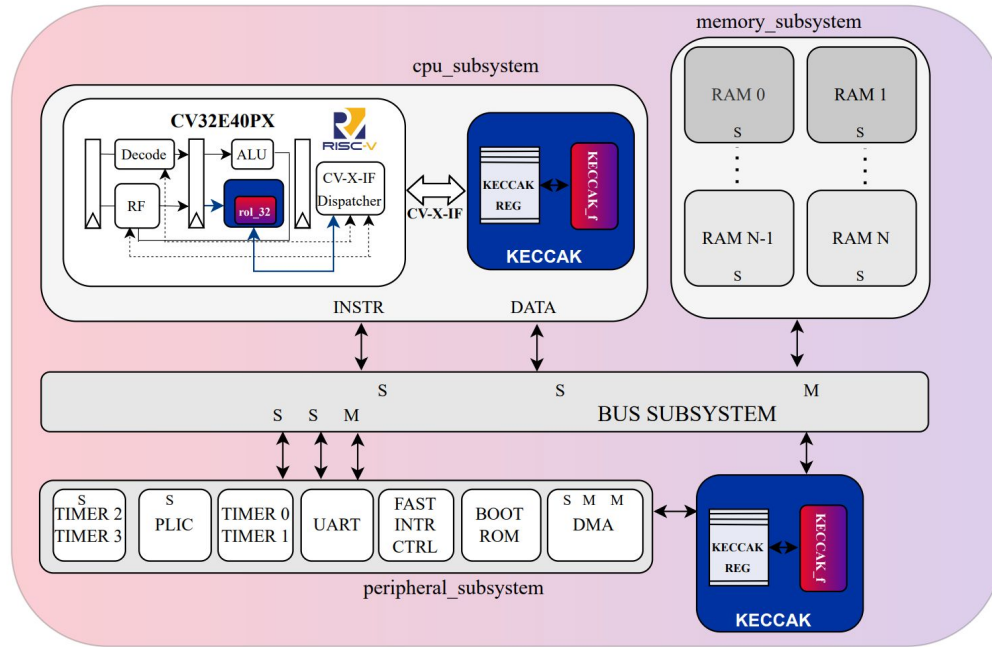 memory_subsystem
cpu_subsystem
CV32E40PX
RISC-V
Decode
ALU
RF
rol_32
CV-X-IF
Dispatcher
CV-X-IF
KECCAK
REG
KECCAK_f
KECCAK
RAM 0
S
RAM 1
S
RAM N-1
S
RAM N
S
INSTR
DATA
S
S
M
S
S
M
BUS SUBSYSTEM
S
TIMER 2
TIMER 3
S
PLIC
TIMER 0
TIMER 1
UART
FAST
INTR
CTRL
BOOT
ROM
S M M
DMA
peripheral_subsystem
KECCAK
REG
KECCAK_f
KECCAK